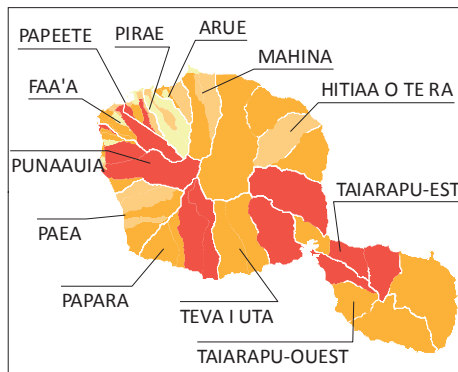 ARUE
PIRAE
PAPEETE
MAHINA
FAA'A
HITIAA O TE RA
PUNAAUIA
TAIARAPU-EST
PAEA
PAPARA
TEVA I UTA
TAIARAPU-OUEST